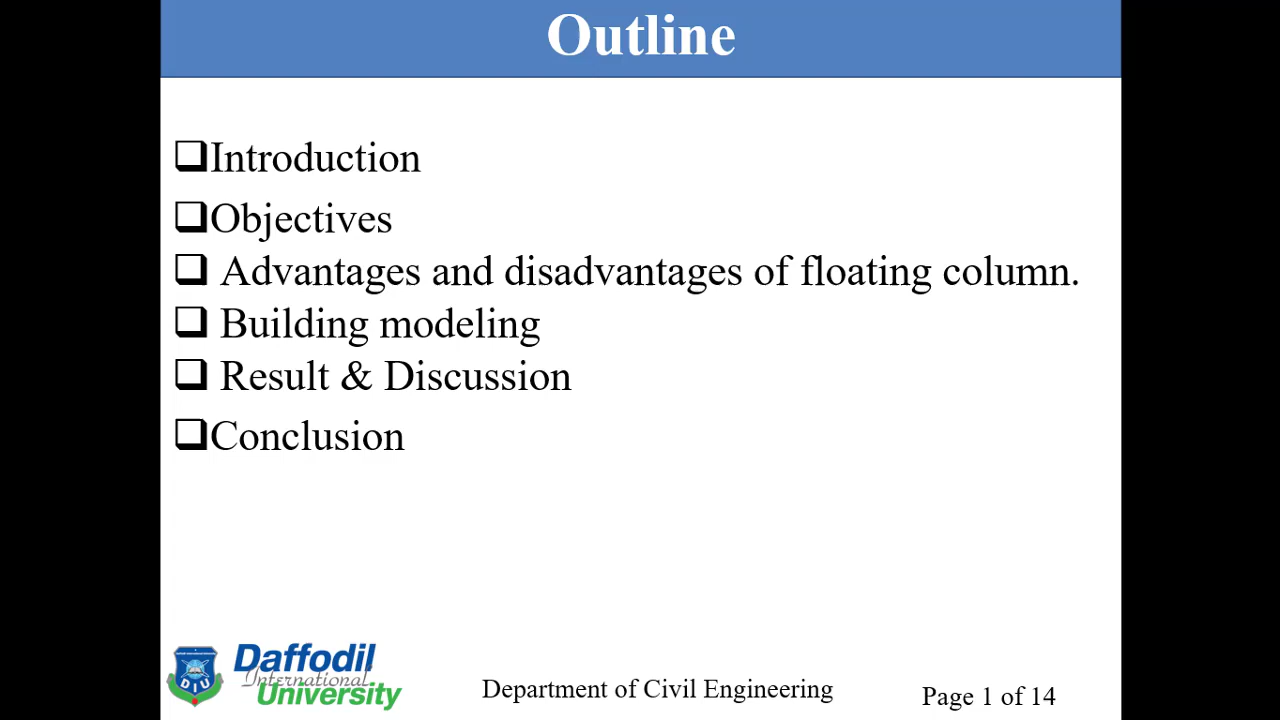 Outline
❑Introduction
❑Objectives
❑ Advantages and disadvantages of floating column.
❑ Building modeling
❑ Result & Discussion
❑Conclusion
DIU
Daffodil
International
University
Department of Civil Engineering
Page 1 of 14